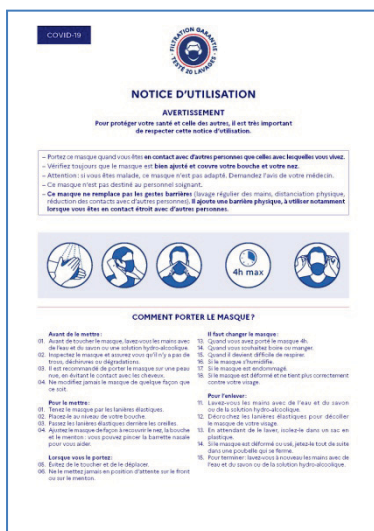 COVID-19
FILTRATION GARANTIE
TESTÉ 20 LAVAGES
NOTICE D'UTILISATION
AVERTISSEMENT
Pour protéger votre santé et celle des autres, il est très important
de respecter cette notice d'utilisation.
– Portez ce masque quand vous êtes en contact avec d'autres personnes que celles avec lesquelles vous vivez.
– Vérifiez toujours que le masque est bien ajusté et couvre votre bouche et votre nez.
– Attention : si vous êtes malade, ce masque n'est pas adapté. Demandez l'avis de votre médecin.
– Ce masque n'est pas destiné au personnel soignant.
– Ce masque ne remplace pas les gestes barrières (lavage régulier des mains, distanciation physique,
réduction des contacts avec d'autres personnes). Il ajoute une barrière physique, à utiliser notamment
lorsque vous êtes en contact étroit avec d'autres personnes.
4h max
COMMENT PORTER LE MASQUE ?
Avant de le mettre :
01. Avant de toucher le masque, lavez-vous les mains avec
de l'eau et du savon ou une solution hydro-alcoolique.
02. Inspectez le masque et assurez vous qu'il n'y a pas de
trous, déchirures ou dégradations.
03. Il est recommandé de porter le masque sur une peau
nue, en évitant le contact avec les cheveux.
04. Ne modifiez jamais le masque de quelque façon que
ce soit.
Pour le mettre :
01. Tenez le masque par les lanières élastiques.
02. Placez-le au niveau de votre bouche.
03. Passez les lanières élastiques derrière les oreilles.
04. Ajustez le masque de façon à recouvrir le nez, la bouche
et le menton : vous pouvez pincer la barrette nasale
pour vous aider.
Lorsque vous le portez :
05. Évitez de le toucher et de le déplacer.
06. Ne le mettez jamais en position d'attente sur le front
ou sur le menton.
Il faut changer le masque :
13. Quand vous avez porté le masque 4h.
14. Quand vous souhaitez boire ou manger.
15. Quand il devient difficile de respirer.
16. Si le masque s'humidifie.
17. Si le masque est endommagé.
18. Si le masque est déformé et ne tient plus correctement
contre votre visage.
Pour l'enlever :
11. Lavez-vous les mains avec de l'eau et du savon
ou de la solution hydro-alcoolique.
12. Décrochez les lanières élastiques pour décoller
le masque de votre visage.
13. En attendant de le laver, isolez-le dans un sac en
plastique.
14. Si le masque est déformé ou usé, jetez-le tout de suite
dans une poubelle qui se ferme.
15. Pour terminer : lavez-vous à nouveau les mains avec de
l'eau et du savon ou de la solution hydro-alcoolique.